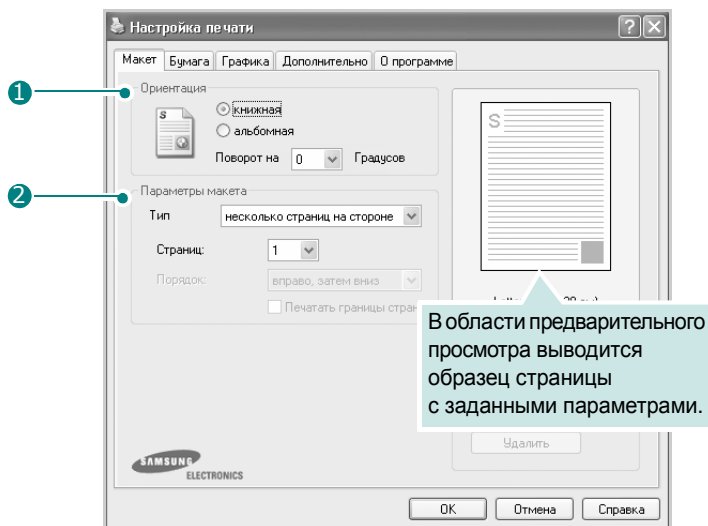 Настройка печати
Макет Бумага Графика Дополнительно О программе
1
Ориентация
S
книжная
альбомная
Поворот на 0 Градусов
2
Параметры макета
Тип несколько страниц на стороне
Страниц: 1
Порядок: вправо, затем вниз
Печатать границы стран
S
В области предварительного
просмотра выводится
образец страницы
с заданными параметрами.
Удалить
SAMSUNG
ELECTRONICS
OK Отмена Справка